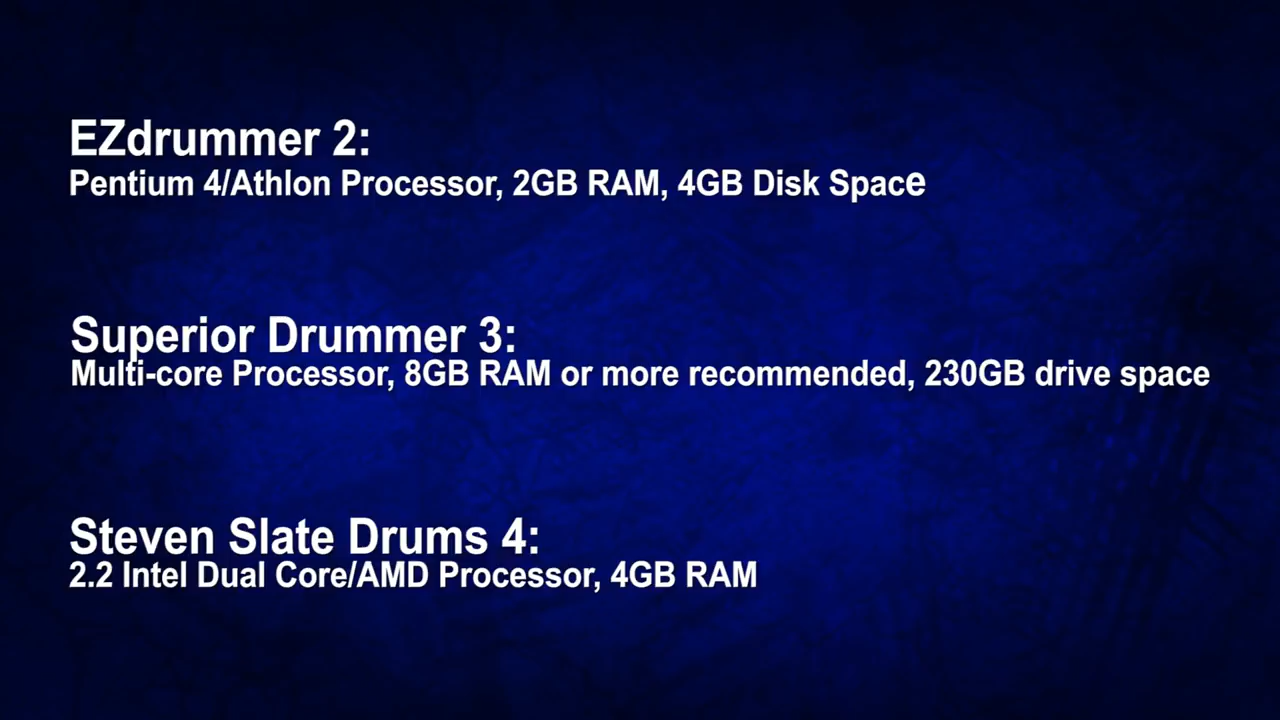 EZdrummer 2:
Pentium 4/Athlon Processor, 2GB RAM, 4GB Disk Space
Superior Drummer 3:
Multi-core Processor, 8GB RAM or more recommended, 230GB drive space
Steven Slate Drums 4:
2.2 Intel Dual Core/AMD Processor, 4GB RAM